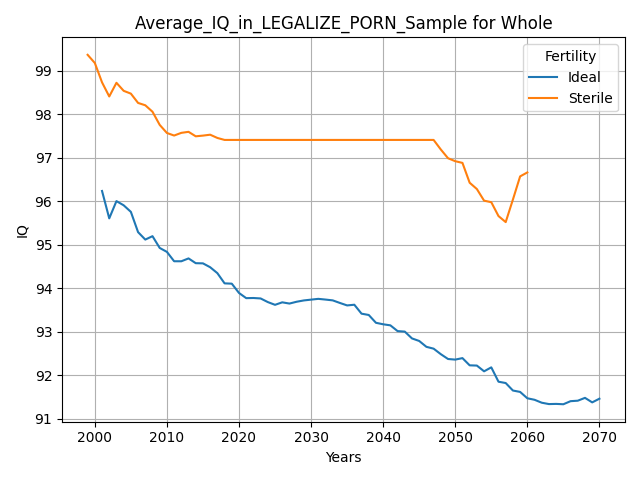 Average_IQ_in_LEGALIZE_PORN_Sample for Whole
Fertility
Ideal
Sterile
IQ
99
98
97
96
95
94
93
92
91
2000 2010 2020 2030 2040 2050 2060 2070
Years